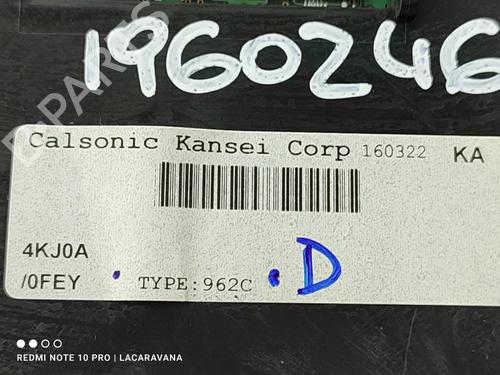 1960246
Calsonic Kansei Corp 160322 KA
4KJ0A
/0FEY
TYPE:962C
D
REDMI NOTE 10 PRO | LACARAVANA